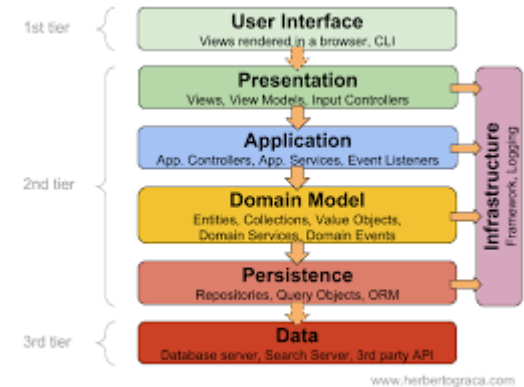 1st tier
User Interface
Views rendered in a browser, CLI
2nd tier
Presentation
Views, View Models, Input Controllers
Application
App. Controllers, App. Services, Event Listeners
Domain Model
Entities, Collections, Value Objects,
Domain Services, Domain Events
Persistence
Repositories, Query Objects, ORM
Infrastructure
Framework, Logging
3rd tier
Data
Database server, Search Server, 3rd party API
www.herbertograca.com